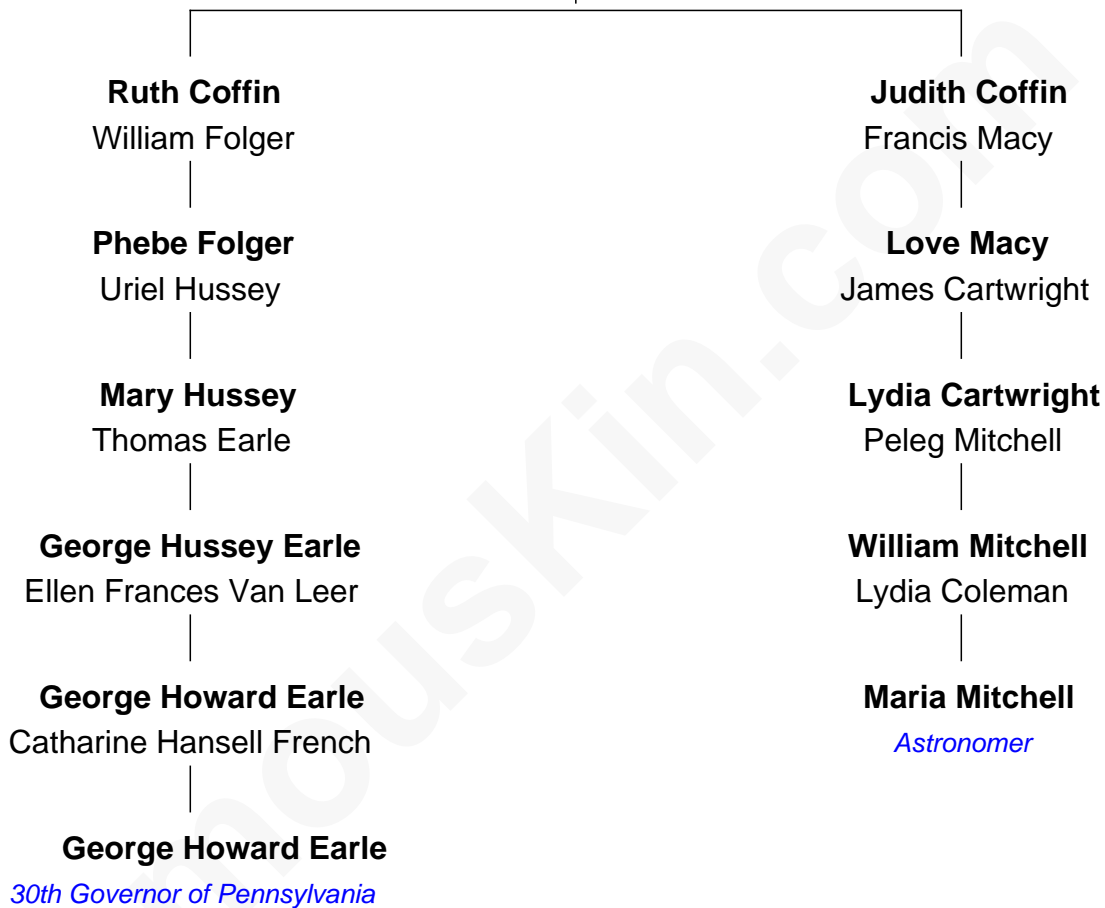 Ruth Coffin
William Folger
Judith Coffin
Francis Macy
Phebe Folger
Uriel Hussey
Love Macy
James Cartwright
Mary Hussey
Thomas Earle
Lydia Cartwright
Peleg Mitchell
George Hussey Earle
Ellen Frances Van Leer
William Mitchell
Lydia Coleman
George Howard Earle
Catharine Hansell French
Maria Mitchell
Astronomer
George Howard Earle
30th Governor of Pennsylvania
mousKin.com